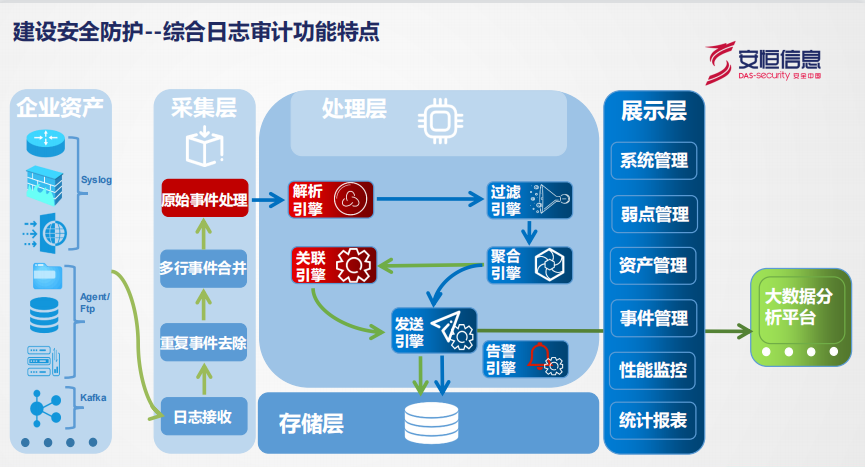 建设安全防护--综合日志审计功能特点
安恒信息
DAS-security 安全中国
企业资产
Syslog
Agent/
Ftp
Kafka
采集层
原始事件处理
多行事件合并
重复事件去除
日志接收
处理层
解析
引擎
过滤
引擎
关联
引擎
聚合
引擎
发送
引擎
告警
引擎
存储层
展示层
系统管理
弱点管理
资产管理
事件管理
性能监控
统计报表
大数据分
析平台